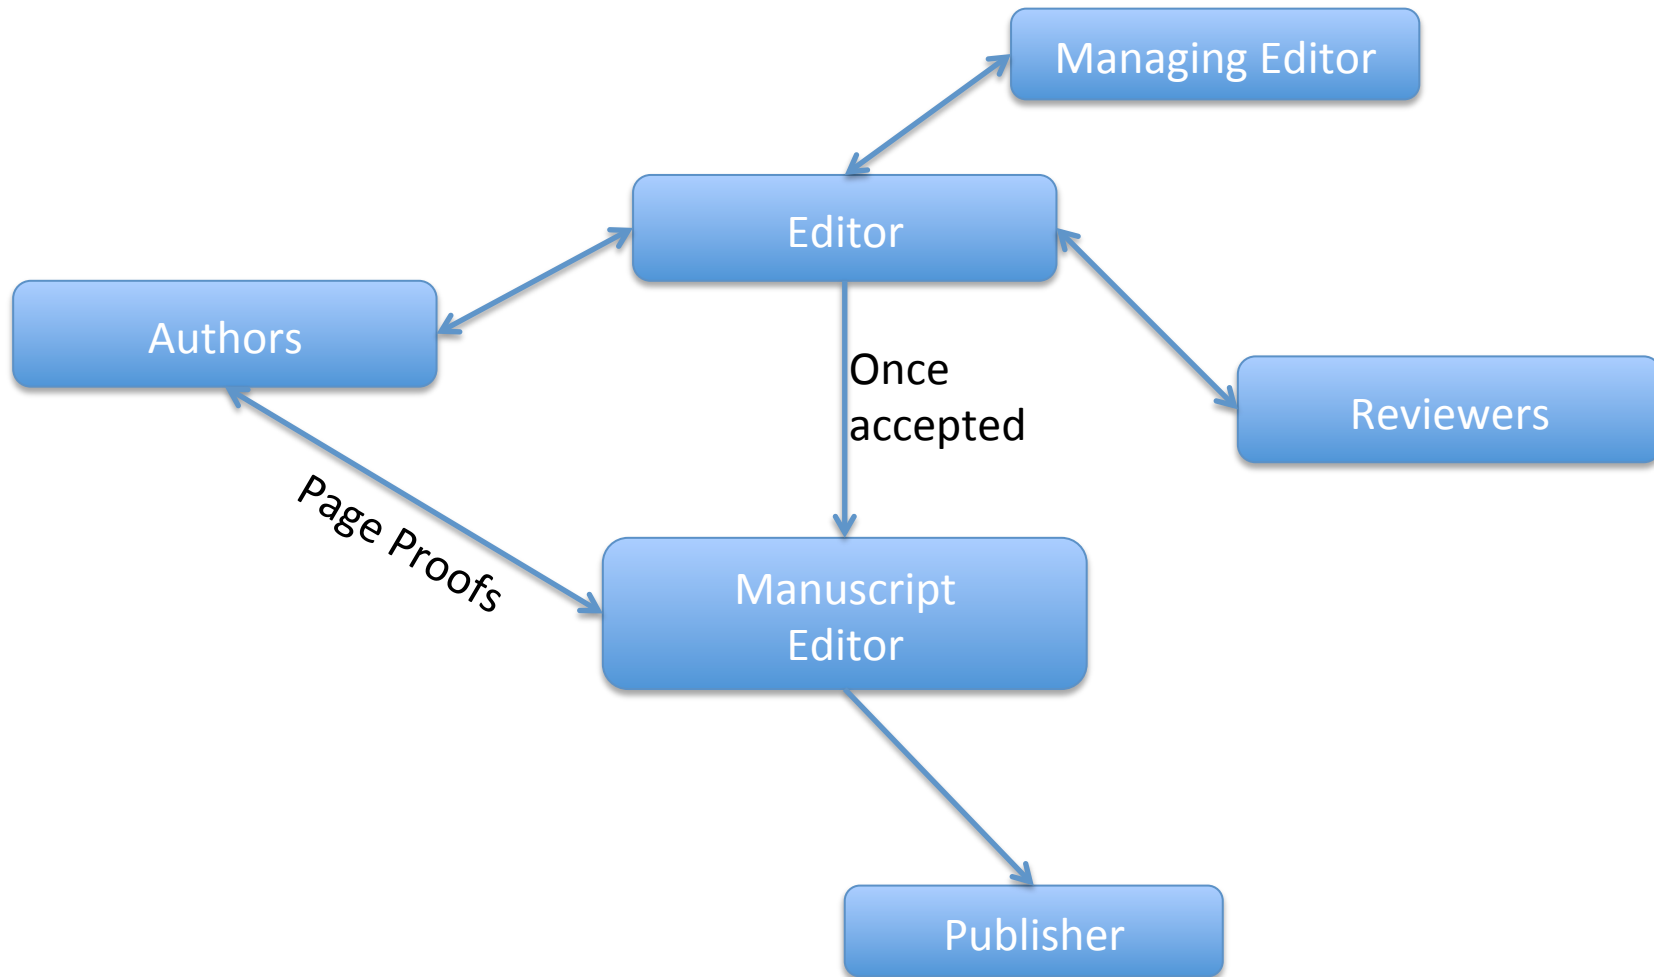 Managing Editor
Editor
Authors
Once
accepted
Reviewers
Page Proofs
Manuscript
Editor
Publisher